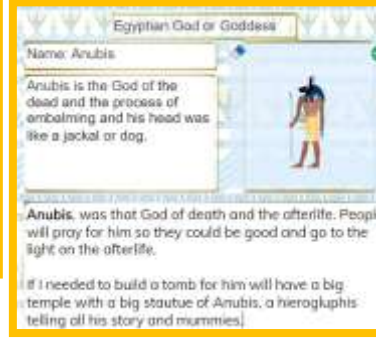 Egyptian God or Goddess
Name: Anubis
Anubis is the God of the
dead and the process of
embalming and his head was
like a jackal or dog.
Anubis, was that God of death and the afterlife. Peopl
will pray for him so they could be good and go to the
light on the afterlife.
If I needed to build a tomb for him will have a big
temple with a big stautue of Anubis, a hierogluphis
telling all his story and mummies.